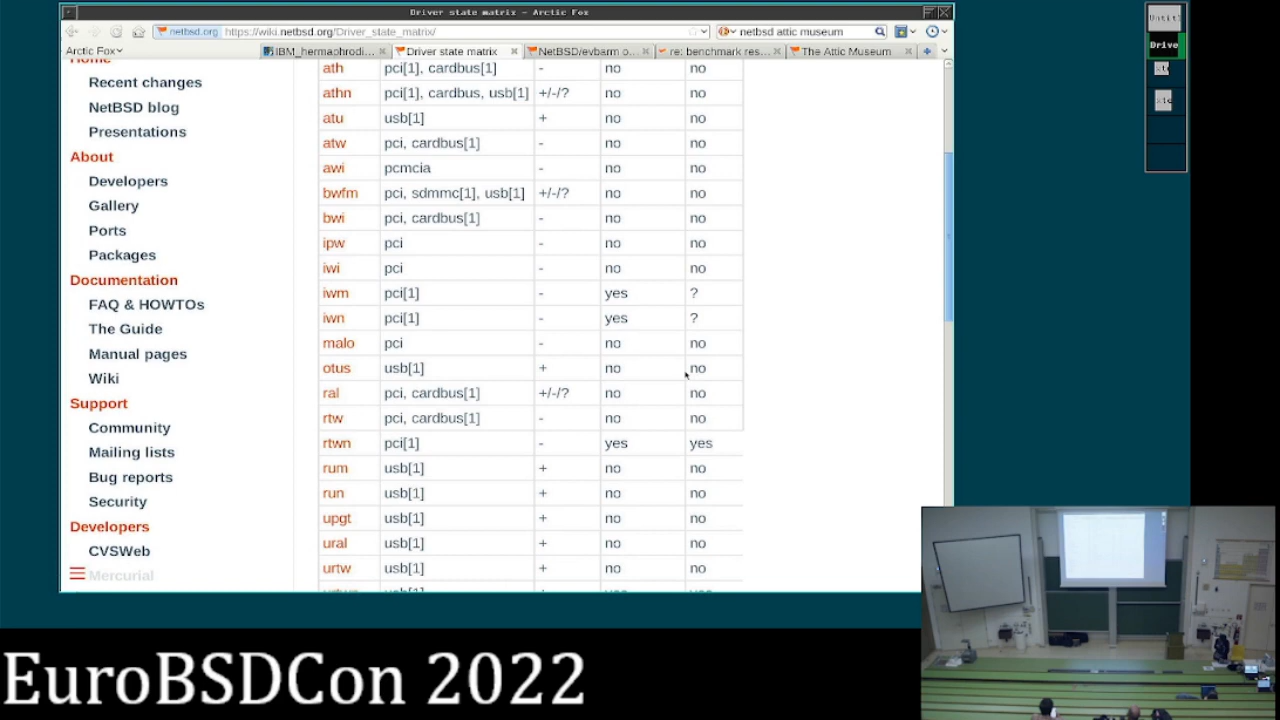 Driver state matrix - Arctic Fox
netbsd.org
https://wiki.netbsd.org/Driver_state_matrix/
netbsd attic museum
Arctic Fox
IBM_hermaphrodi...
Driver state matrix
NetBSD/evbarm o...
re: benchmark res...
The Attic Museum
Home
Recent changes
NetBSD blog
Presentations
About
Developers
Gallery
Ports
Packages
Documentation
FAQ & HOWTOs
The Guide
Manual pages
Wiki
Support
Community
Mailing lists
Bug reports
Security
Developers
CVSWeb
Mercurial
ath pci[1], cardbus[1] - no no
athn pci[1], cardbus, usb[1] +/-/? no no
atu usb[1] + no no
atw pci, cardbus[1] - no no
awi pcmcia - no no
bwfm pci, sdmmc[1], usb[1] +/-/? no no
bwi pci, cardbus[1] - no no
ipw pci - no no
iwi pci - no no
iwm pci[1] - yes ?
iwn pci[1] - yes ?
malo pci - no no
otus usb[1] + no no
ral pci, cardbus[1] +/-/? no no
rtw pci, cardbus[1] - no no
rtwn pci[1] - yes yes
rum usb[1] + no no
run usb[1] + no no
upgt usb[1] + no no
ural usb[1] + no no
urtw usb[1] + no no
Untitl
Drive
EuroBSDCon 2022